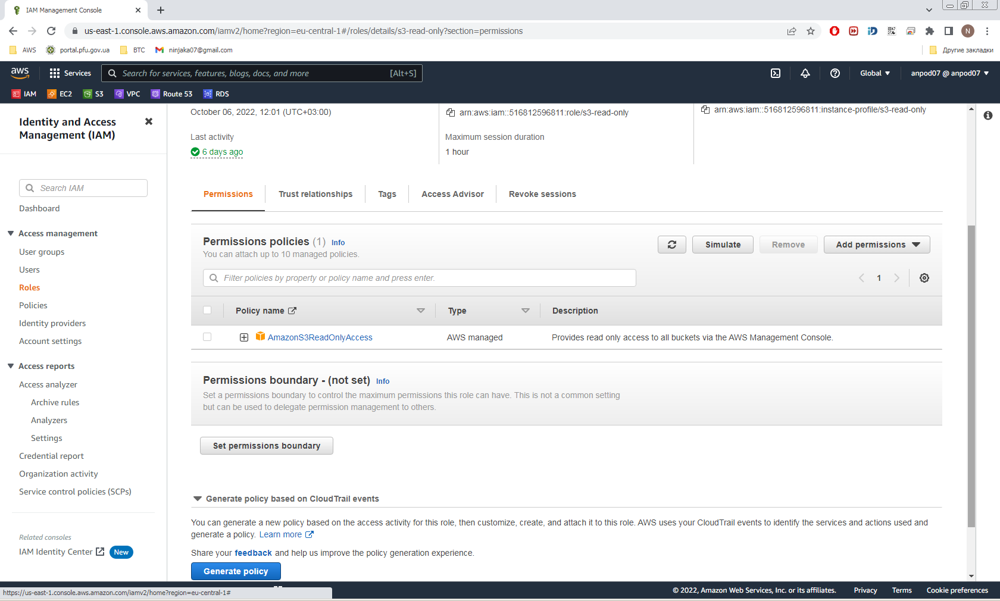 IAM Management Console
us-east-1.console.aws.amazon.com/iamv2/home?region=eu-central-1#/roles/details/s3-read-only?section=permissions
N
AWS
portal.pfu.gov.ua
BTC
ninjaka07@gmail.com
Другие закладки
aws
Services
Search for services, features, blogs, docs, and more
[Alt+S]
Global
anpod07 @ anpod07
IAM
EC2
S3
VPC
Route 53
RDS
Identity and Access
Management (IAM)
Search IAM
Dashboard
Access management
User groups
Users
Roles
Policies
Identity providers
Account settings
Access reports
Access analyzer
Archive rules
Analyzers
Settings
Credential report
Organization activity
Service control policies (SCPs)
Related consoles
IAM Identity Center
New
October 06, 2022, 12:01 (UTC+03:00)
arn:aws:iam::516812596811:role/s3-read-only
arn:aws:iam::516812596811:instance-profile/s3-read-only
Last activity
Maximum session duration
6 days ago
1 hour
Permissions
Trust relationships
Tags
Access Advisor
Revoke sessions
Permissions policies (1) Info
You can attach up to 10 managed policies.
Simulate
Remove
Add permissions
Filter policies by property or policy name and press enter.
1
Policy name
Type
Description
AmazonS3ReadOnlyAccess
AWS managed
Provides read only access to all buckets via the AWS Management Console.
Permissions boundary - (not set) Info
Set a permissions boundary to control the maximum permissions this role can have. This is not a common setting
but can be used to delegate permission management to others.
Set permissions boundary
Generate policy based on CloudTrail events
You can generate a new policy based on the access activity for this role, then customize, create, and attach it to this role. AWS uses your CloudTrail events to identify the services and actions used and
generate a policy. Learn more
Share your feedback and help us improve the policy generation experience.
Generate policy
https://us-east-1.console.aws.amazon.com/iamv2/home?region=eu-central-1#
© 2022, Amazon Web Services, Inc. or its affiliates.
Privacy
Terms
Cookie preferences